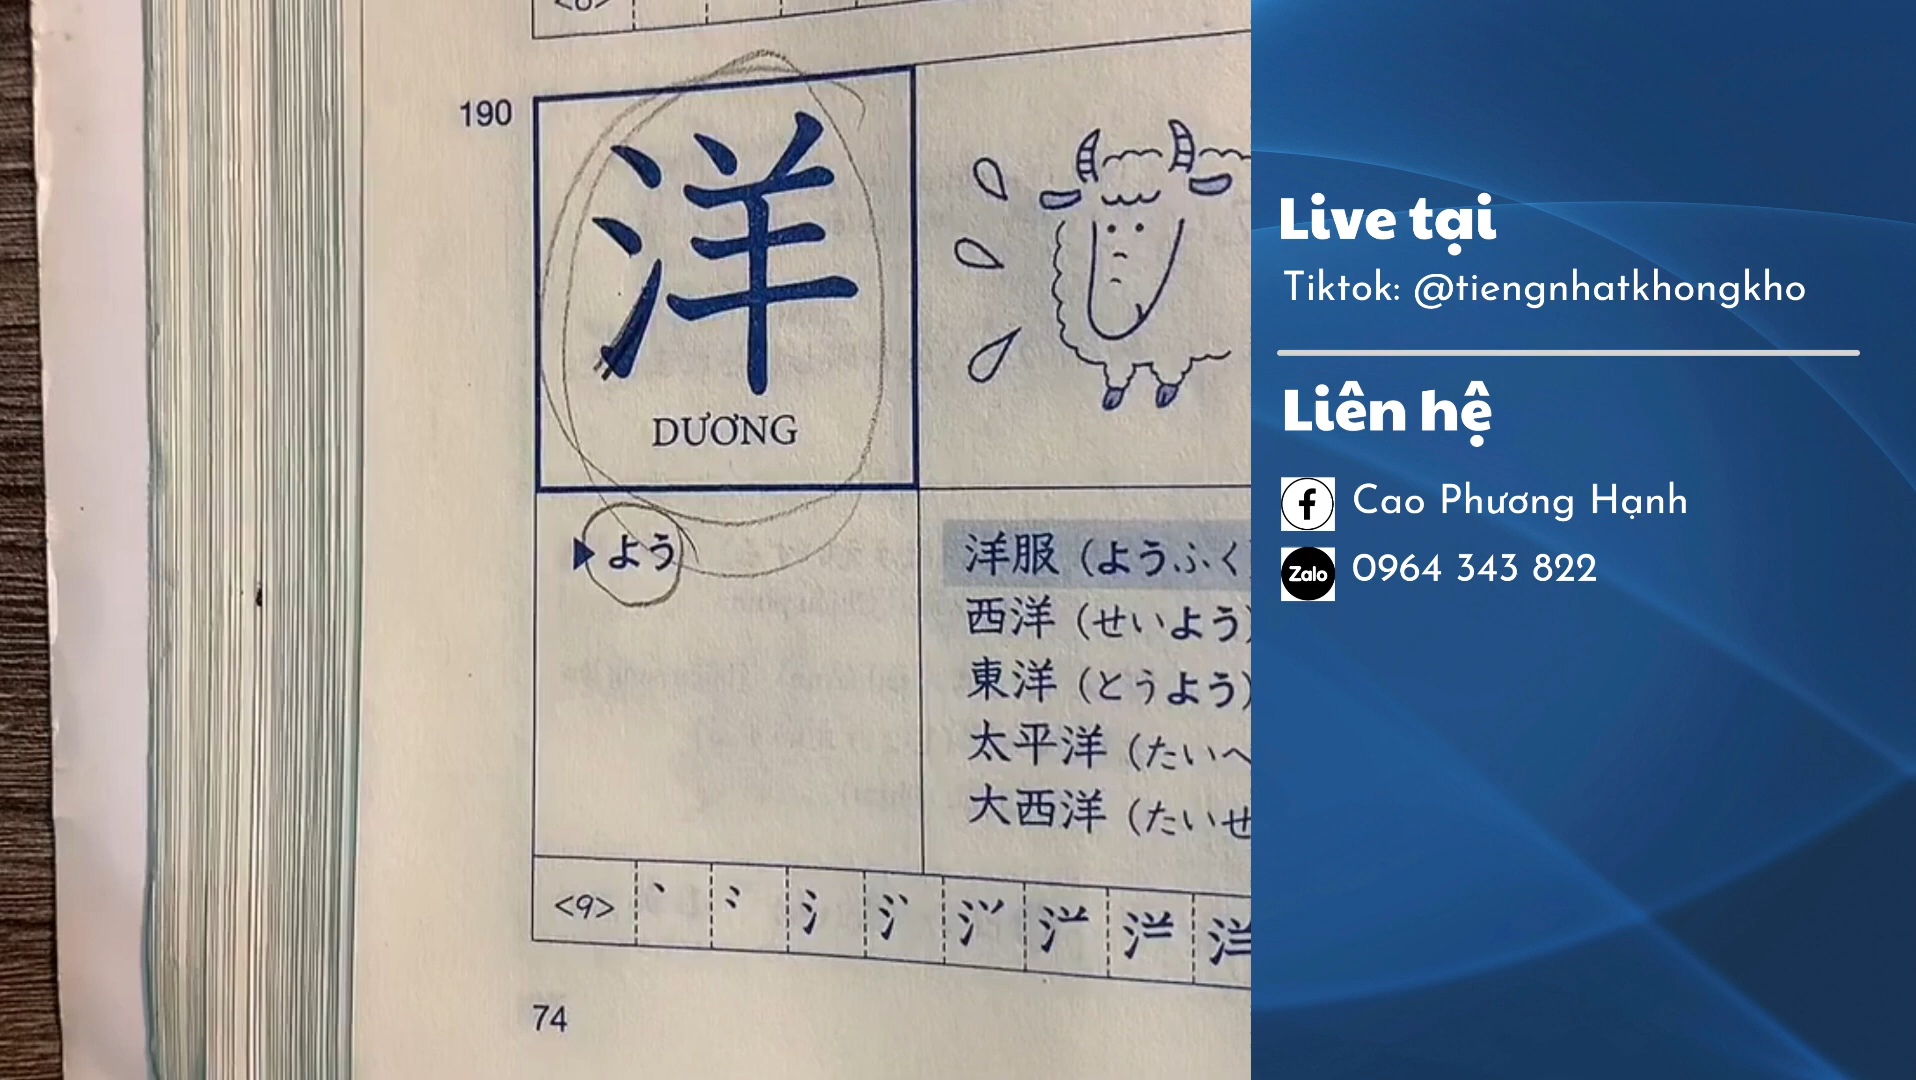 190
洋
DƯƠNG
▶よう
洋服 (ようふく
西洋 (せいよう)
東洋 (とうよう)
太平洋 (たいへ
大西洋 (たいせ
<9>
74
Live tại
Tiktok: @tiengnhatkhongkho
Liên hệ
Cao Phương Hạnh
Zalo 0964 343 822